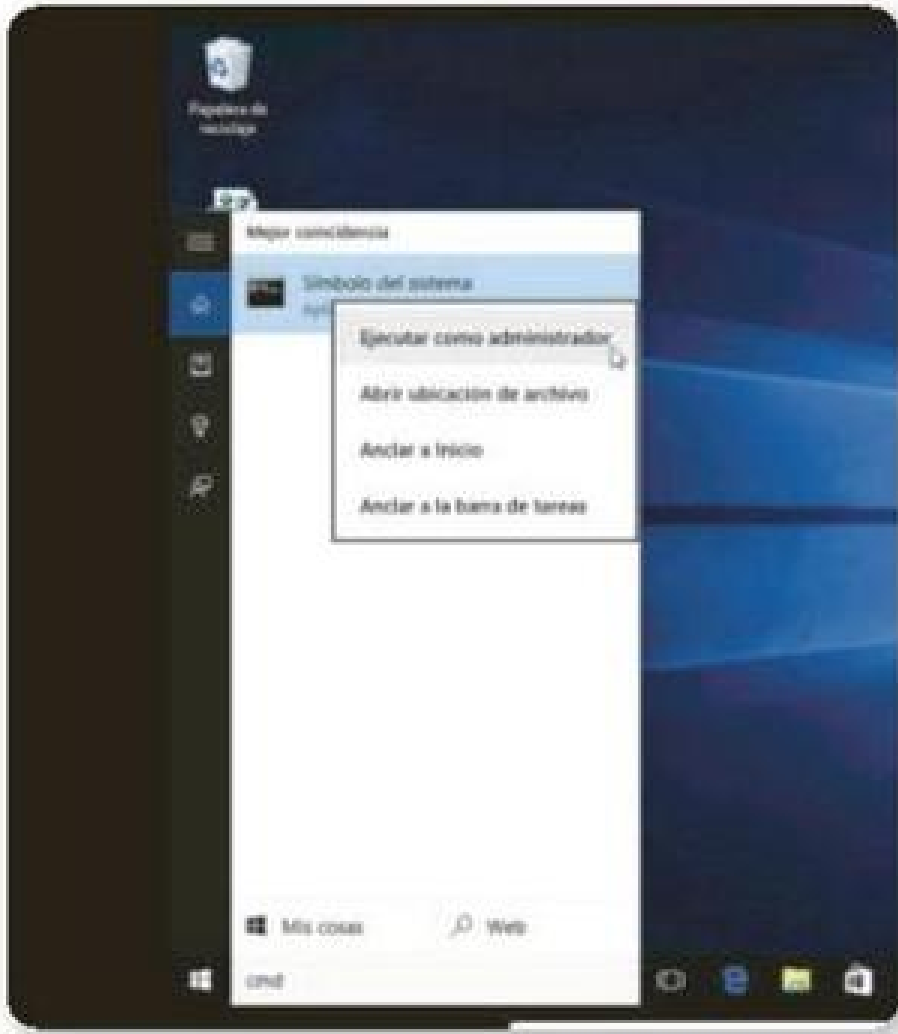 Papelera de
reciclaje
Mejor coincidencia
Símbolo del sistema
Ejecutar como administrador
Abrir ubicación de archivo
Anclar a Inicio
Anclar a la barra de tareas
Mis cosas
Web
cmd